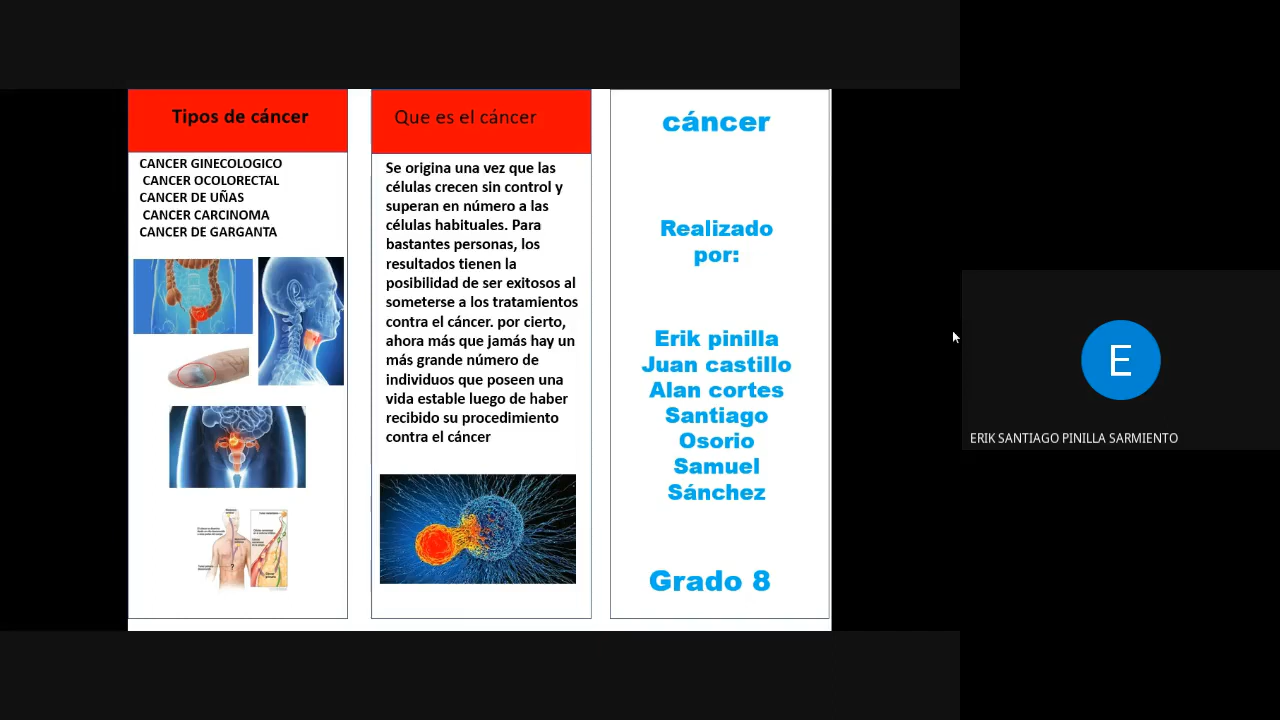 Tipos de cáncer
CANCER GINECOLOGICO
CANCER OCOLORECTAL
CANCER DE UÑAS
CANCER CARCINOMA
CANCER DE GARGANTA
Que es el cáncer
Se origina una vez que las
células crecen sin control y
superan en número a las
células habituales. Para
bastantes personas, los
resultados tienen la
posibilidad de ser exitosos al
someterse a los tratamientos
contra el cáncer. por cierto,
ahora más que jamás hay un
más grande número de
individuos que poseen una
vida estable luego de haber
recibido su procedimiento
contra el cáncer
cáncer
Realizado
por:
Erik pinilla
Juan castillo
Alan cortes
Santiago
Osorio
Samuel
Sánchez
Grado 8
E
ERIK SANTIAGO PINILLA SARMIENTO